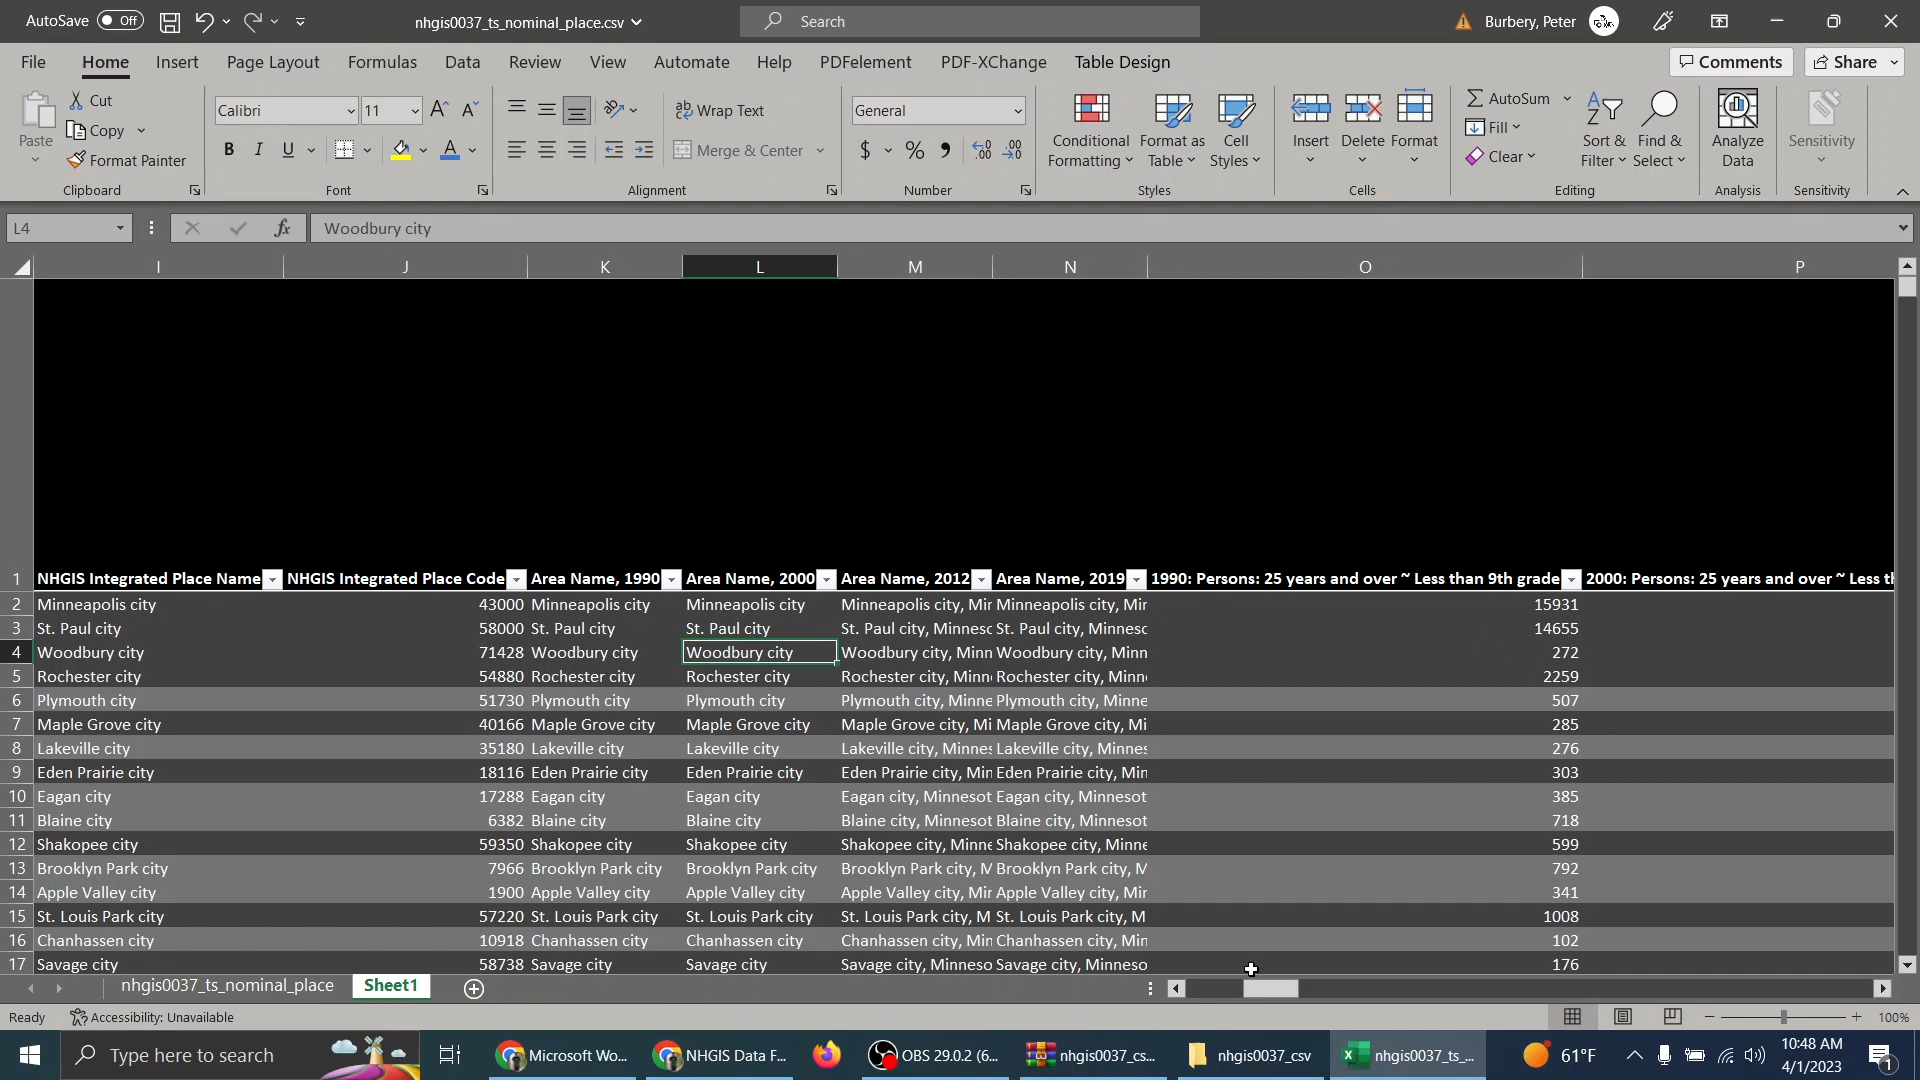 AutoSave Off nhgis0037_ts_nominal_place.csv Search Burbery, Peter
File Home Insert Page Layout Formulas Data Review View Automate Help PDFelement PDF-XChange Table Design Comments Share
Paste Cut Copy Format Painter Clipboard
Calibri 11 B I U Font
Wrap Text Merge & Center Alignment
General $ % Number
Conditional Formatting Format as Table Cell Styles Styles
Insert Delete Format Cells
AutoSum Fill Clear Sort & Filter Find & Select Editing
Analyze Data Analysis
Sensitivity Sensitivity
L4 fx Woodbury city
I J K L M N O P
1 NHGIS Integrated Place Name NHGIS Integrated Place Code Area Name, 1990 Area Name, 2000 Area Name, 2012 Area Name, 2019 1990: Persons: 25 years and over ~ Less than 9th grade 2000: Persons: 25 years and over ~ Less th
2 Minneapolis city 43000 Minneapolis city Minneapolis city Minneapolis city, Mir Minneapolis city, Mir 15931
3 St. Paul city 58000 St. Paul city St. Paul city St. Paul city, Minnesc St. Paul city, Minnesc 14655
4 Woodbury city 71428 Woodbury city Woodbury city Woodbury city, Minn Woodbury city, Minn 272
5 Rochester city 54880 Rochester city Rochester city Rochester city, Minn Rochester city, Minn 2259
6 Plymouth city 51730 Plymouth city Plymouth city Plymouth city, Minne Plymouth city, Minne 507
7 Maple Grove city 40166 Maple Grove city Maple Grove city Maple Grove city, Mi Maple Grove city, Mi 285
8 Lakeville city 35180 Lakeville city Lakeville city Lakeville city, Minnes Lakeville city, Minnes 276
9 Eden Prairie city 18116 Eden Prairie city Eden Prairie city Eden Prairie city, Min Eden Prairie city, Min 303
10 Eagan city 17288 Eagan city Eagan city Eagan city, Minnesot Eagan city, Minnesot 385
11 Blaine city 6382 Blaine city Blaine city Blaine city, Minnesot Blaine city, Minnesot 718
12 Shakopee city 59350 Shakopee city Shakopee city Shakopee city, Minne Shakopee city, Minne 599
13 Brooklyn Park city 7966 Brooklyn Park city Brooklyn Park city Brooklyn Park city, M Brooklyn Park city, M 792
14 Apple Valley city 1900 Apple Valley city Apple Valley city Apple Valley city, Mir Apple Valley city, Mir 341
15 St. Louis Park city 57220 St. Louis Park city St. Louis Park city St. Louis Park city, M St. Louis Park city, M 1008
16 Chanhassen city 10918 Chanhassen city Chanhassen city Chanhassen city, Min Chanhassen city, Min 102
17 Savage city 58738 Savage city Savage city Savage city, Minneso Savage city, Minneso 176
nhgis0037_ts_nominal_place Sheet1
Ready Accessibility: Unavailable 100%
Type here to search Microsoft Wo... NHGIS Data F... OBS 29.0.2 (6... nhgis0037_cs... nhgis0037_csv nhgis0037_ts_... 61°F 10:48 AM
4/1/2023 1